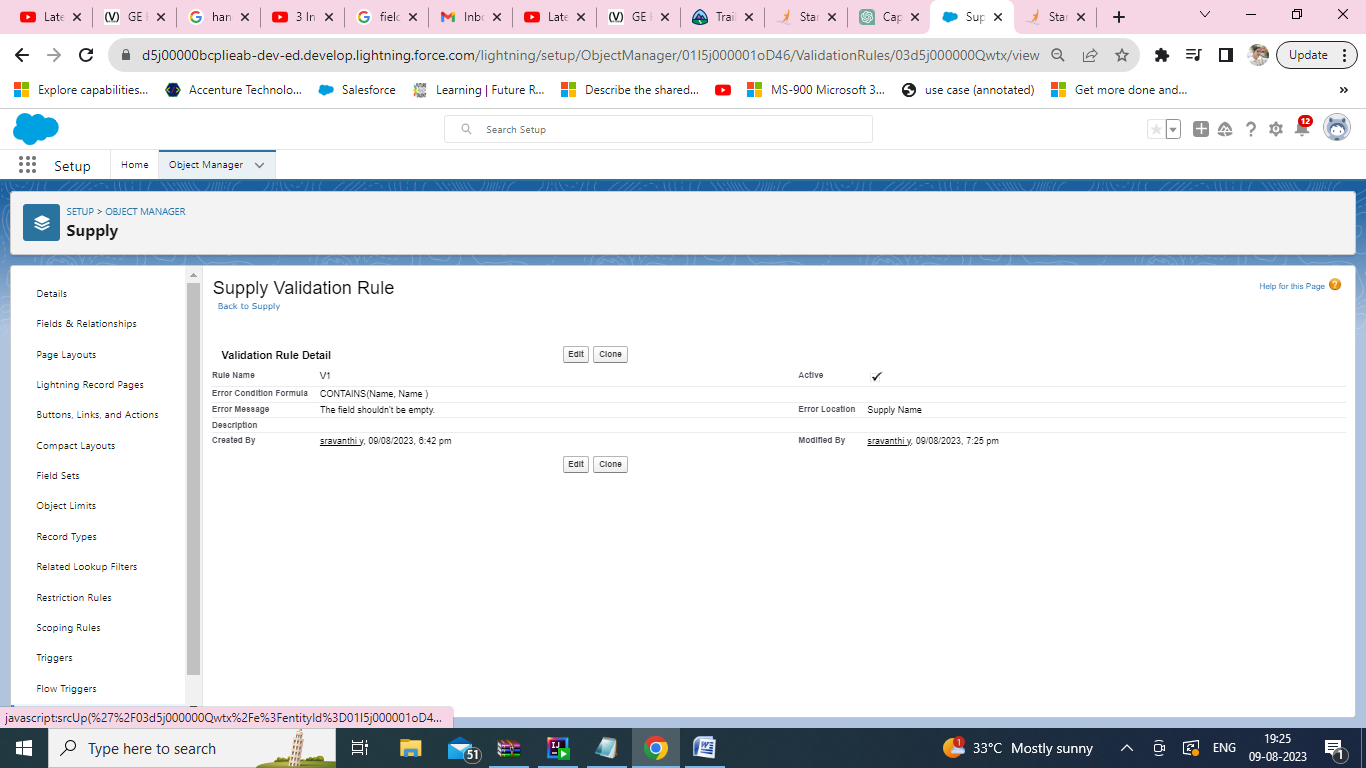 Late
GE I
han
3 In
field
Inbo
Late
GE I
Trail
Star
Cap
Sup
Star
d5j00000bcplieab-dev-ed.develop.lightning.force.com/lightning/setup/ObjectManager/01I5j000001oD46/ValidationRules/03d5j000000Qwtx/view
Update
Explore capabilities...
Accenture Technolo...
Salesforce
Learning | Future R...
Describe the shared...
MS-900 Microsoft 3...
use case (annotated)
Get more done and...
»
Search Setup
12
Setup
Home
Object Manager
SETUP > OBJECT MANAGER
Supply
Details
Fields & Relationships
Page Layouts
Lightning Record Pages
Buttons, Links, and Actions
Compact Layouts
Field Sets
Object Limits
Record Types
Related Lookup Filters
Restriction Rules
Scoping Rules
Triggers
Flow Triggers
Supply Validation Rule
Back to Supply
Help for this Page
Validation Rule Detail
Edit Clone
Rule Name V1 Active
Error Condition Formula CONTAINS(Name, Name )
Error Message The field shouldn't be empty. Error Location Supply Name
Description
Created By sravanthi y, 09/08/2023, 6:42 pm Modified By sravanthi y, 09/08/2023, 7:25 pm
Edit Clone
javascript:srcUp(%27%2F03d5j000000Qwtx%2Fe%3FentityId%3D01I5j000001oD4...
Type here to search
51
1
33°C Mostly sunny
ENG
19:25
09-08-2023
1